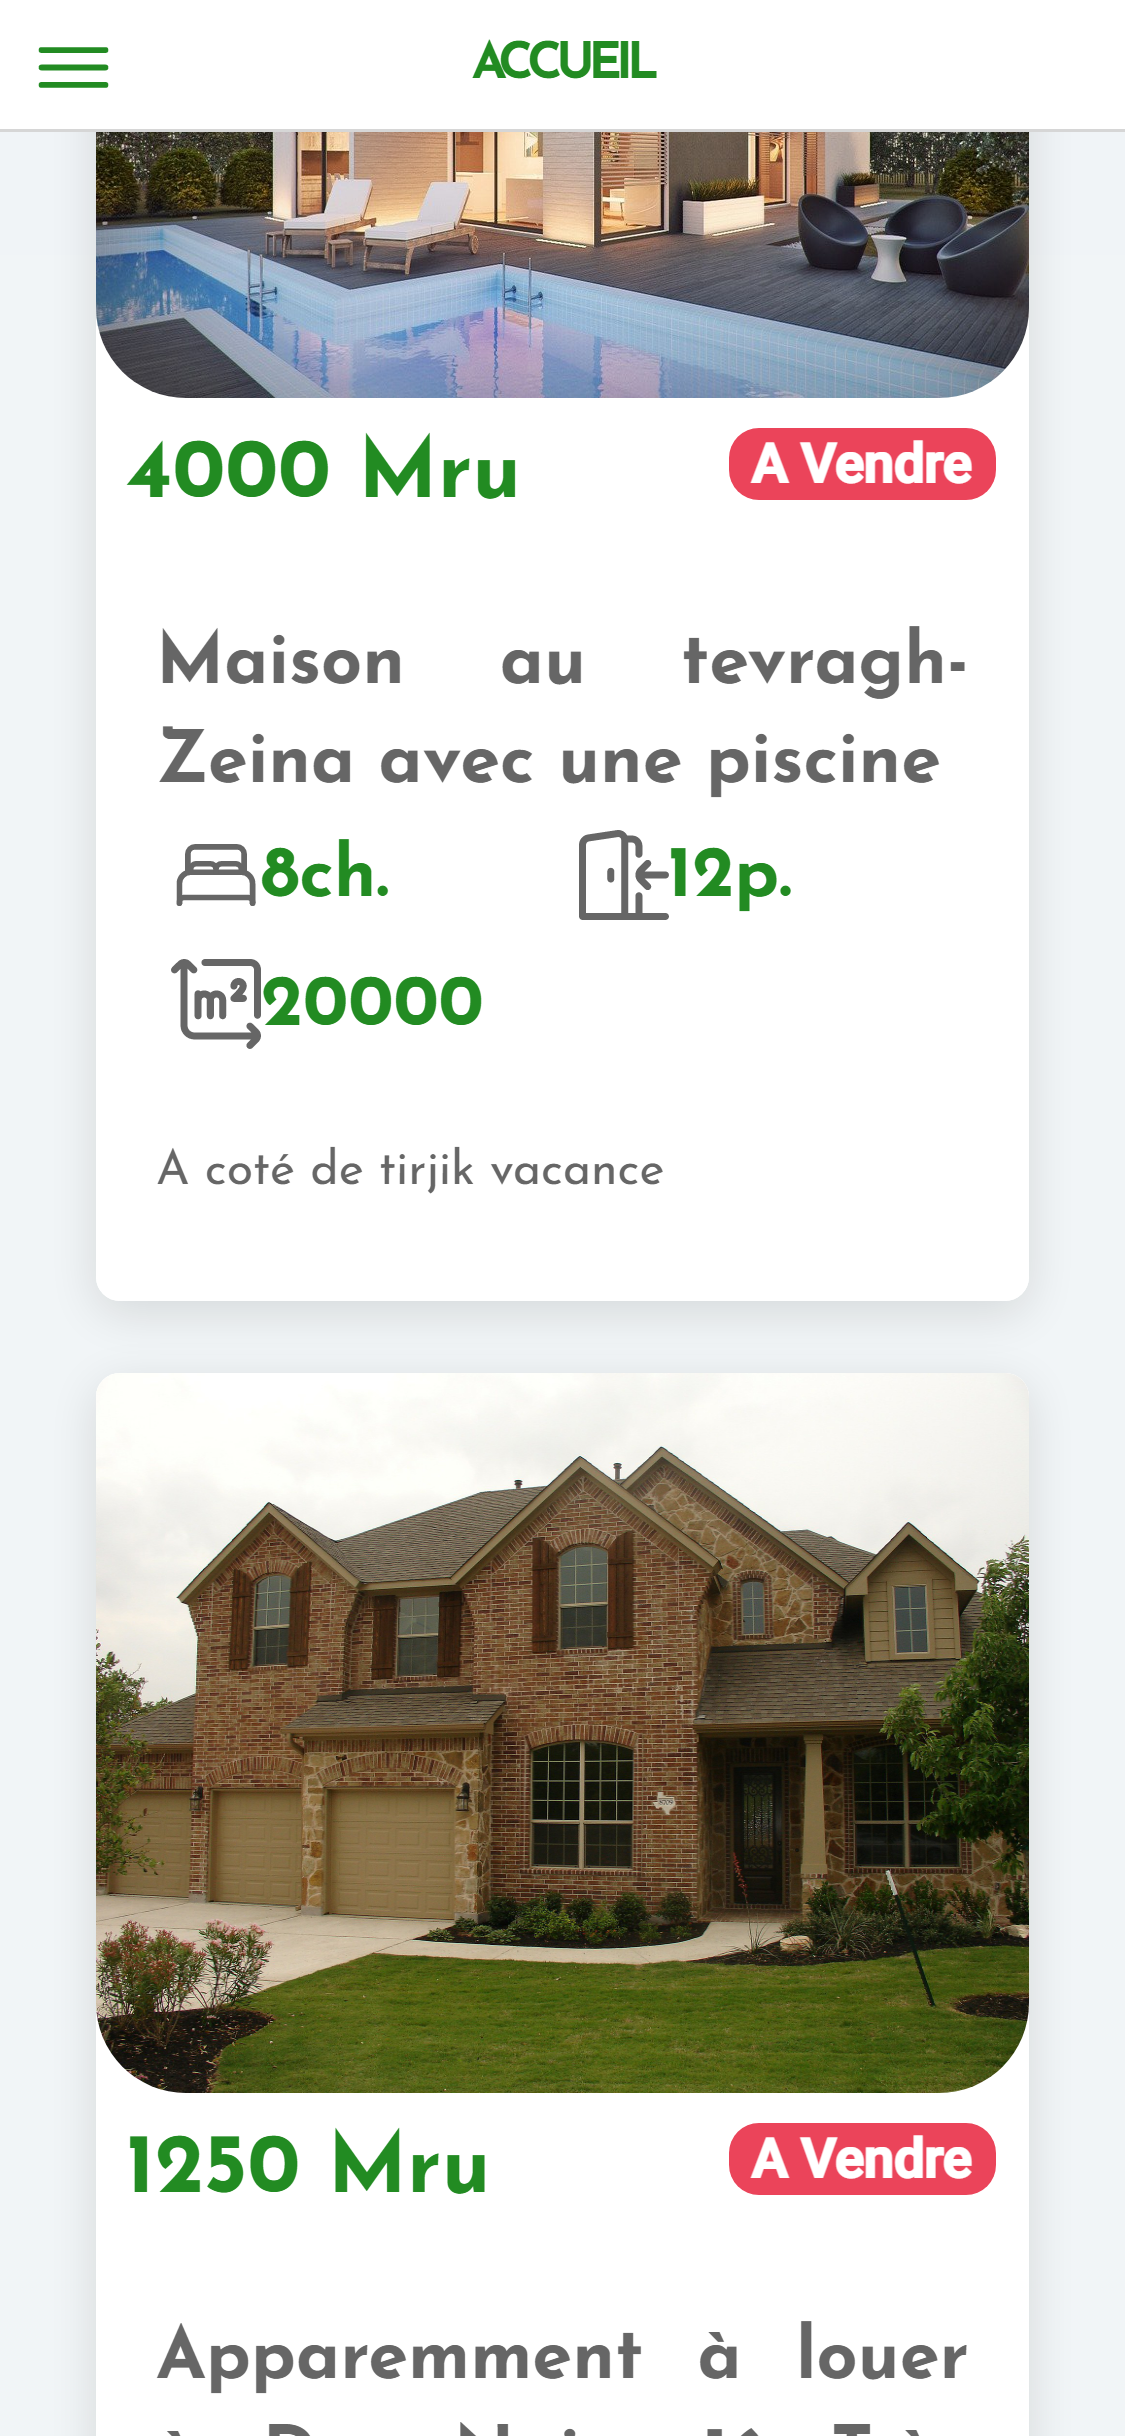 ACCUEIL
4000 Mru
A Vendre
Maison au tevragh-
Zeina avec une piscine
8ch.
12p.
m² 20000
A coté de tirjik vacance
1250 Mru
A Vendre
Apparemment à louer